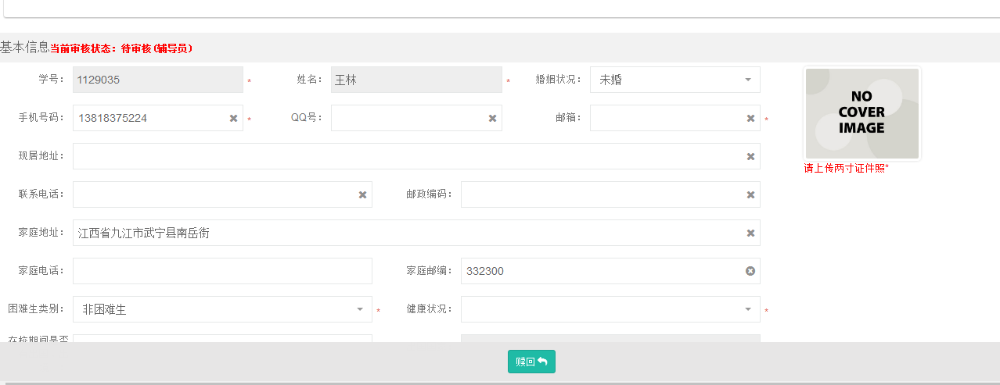 基本信息当前审核状态：待审核(辅导员)
学号： 1129035 * 姓名： 王林 * 婚姻状况： 未婚
手机号码： 13818375224 * QQ号： 邮箱： *
NO
COVER
IMAGE
请上传两寸证件照*
现居地址：
联系电话： 邮政编码：
家庭地址： 江西省九江市武宁县南岳街
家庭电话： 家庭邮编： 332300
困难生类别： 非困难生 * 健康状况： *
在校期间是否
赎回